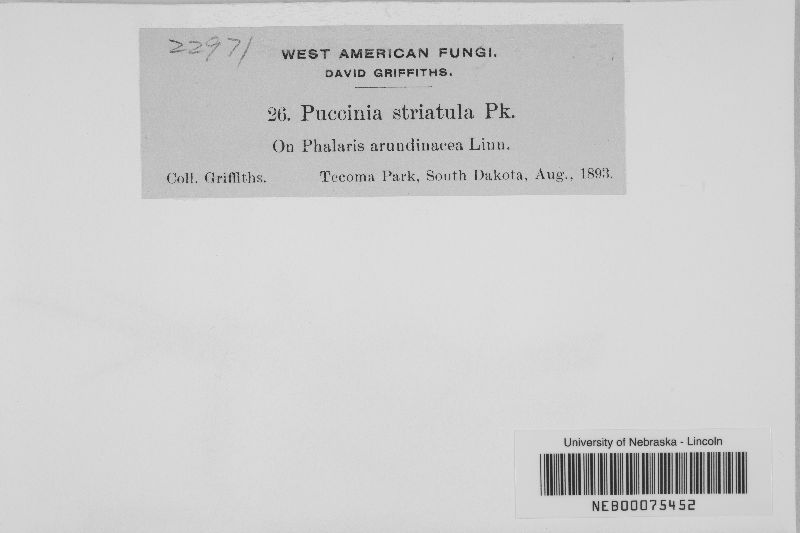 22971
WEST AMERICAN FUNGI.
DAVID GRIFFITHS.
26. Puccinia striatula Pk.
On Phalaris arundinacea Linn.
Coll. Griffiths. Tecoma Park, South Dakota, Aug., 1893.
University of Nebraska - Lincoln
NEB00075452